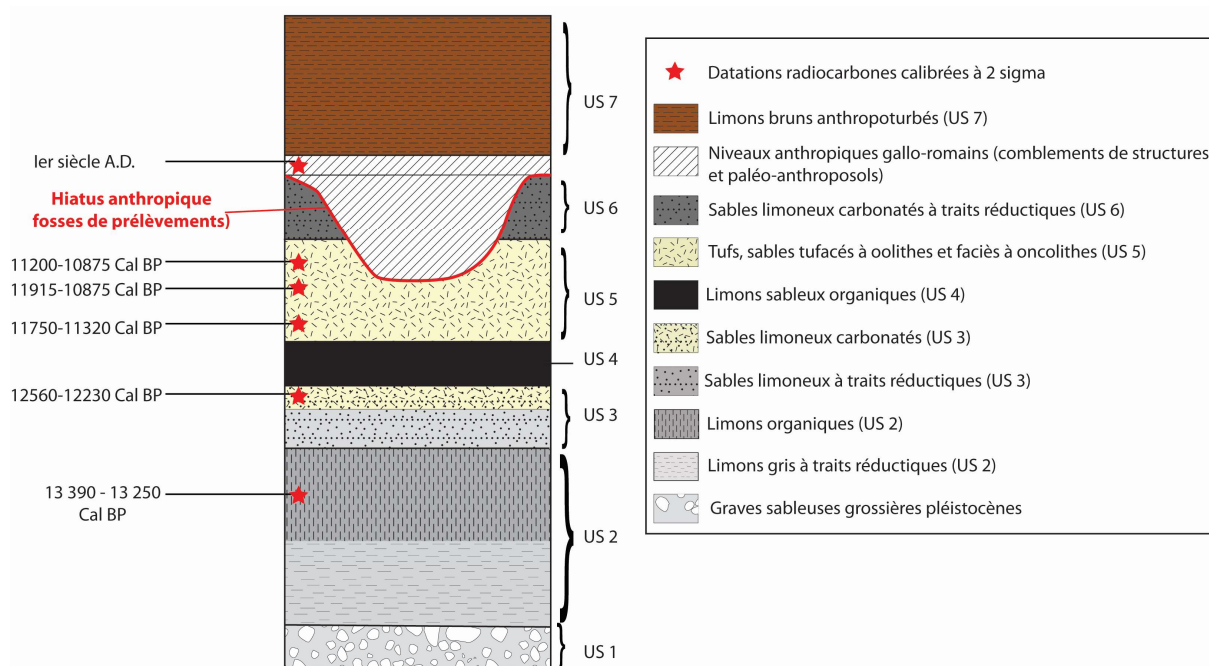 Ier siècle A.D.
Hiatus anthropique
fosses de prélèvements)
11200-10875 Cal BP
11915-10875 Cal BP
11750-11320 Cal BP
12560-12230 Cal BP
13 390 - 13 250
Cal BP
US 7
US 6
US 5
US 4
US 3
US 2
US 1
Datations radiocarbones calibrées à 2 sigma
Limons bruns anthropoturbés (US 7)
Niveaux anthropiques gallo-romains (comblements de structures
et paléo-anthroposols)
Sables limoneux carbonatés à traits réductiques (US 6)
Tufs, sables tufacés à oolithes et faciès à oncolithes (US 5)
Limons sableux organiques (US 4)
Sables limoneux carbonatés (US 3)
Sables limoneux à traits réductiques (US 3)
Limons organiques (US 2)
Limons gris à traits réductiques (US 2)
Graves sableuses grossières pléistocènes